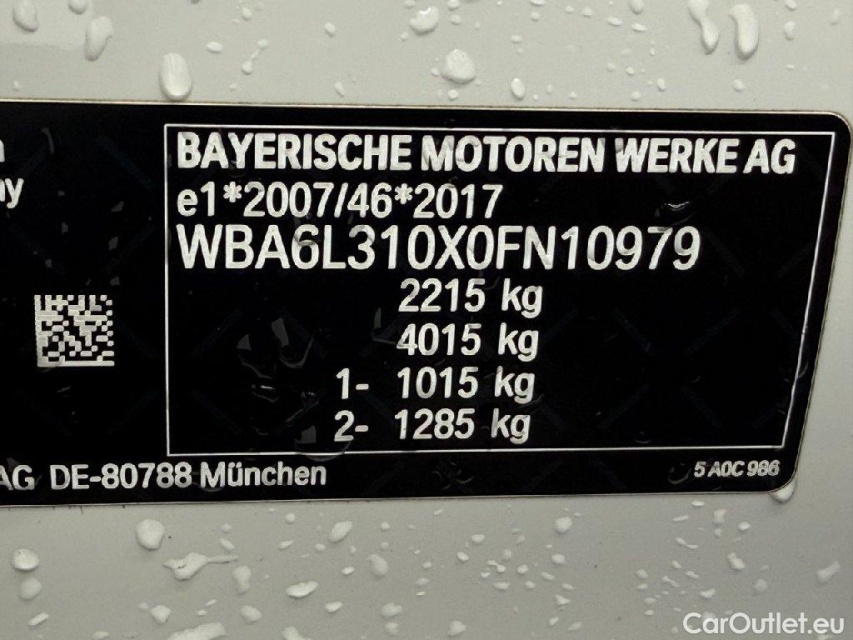 BAYERISCHE MOTOREN WERKE AG
e1*2007/46*2017
WBA6L310X0FN10979
2215 kg
4015 kg
1- 1015 kg
2- 1285 kg
AG DE-80788 München
5 A0C 986
CarOutlet.eu